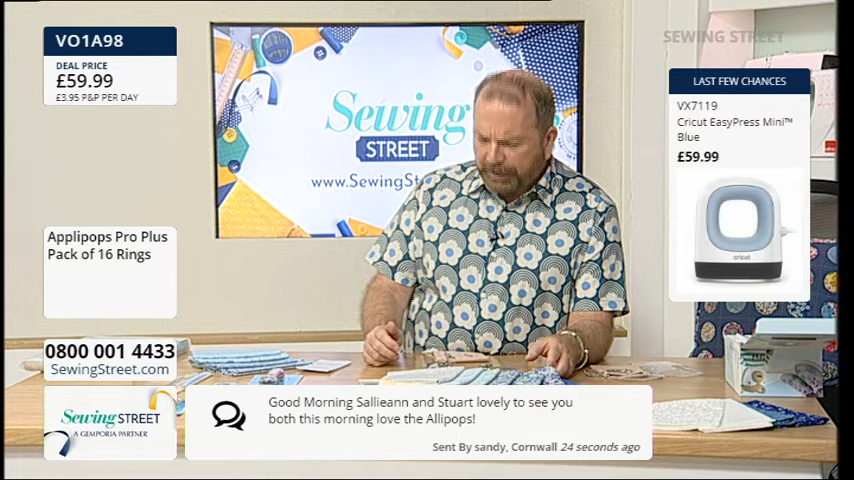 VO1A98
DEAL PRICE
£59.99
£3.95 P&P PER DAY
Applipops Pro Plus
Pack of 16 Rings
0800 001 4433
SewingStreet.com
Sewing STREET
A GEMPORIA PARTNER
Sewing
STREET
www.SewingSt
SEWING STREET
LAST FEW CHANCES
VX7119
Cricut EasyPress Mini™
Blue
£59.99
cricut
Good Morning Sallieann and Stuart lovely to see you
both this morning love the Allipops!
Sent By sandy, Cornwall 24 seconds ago